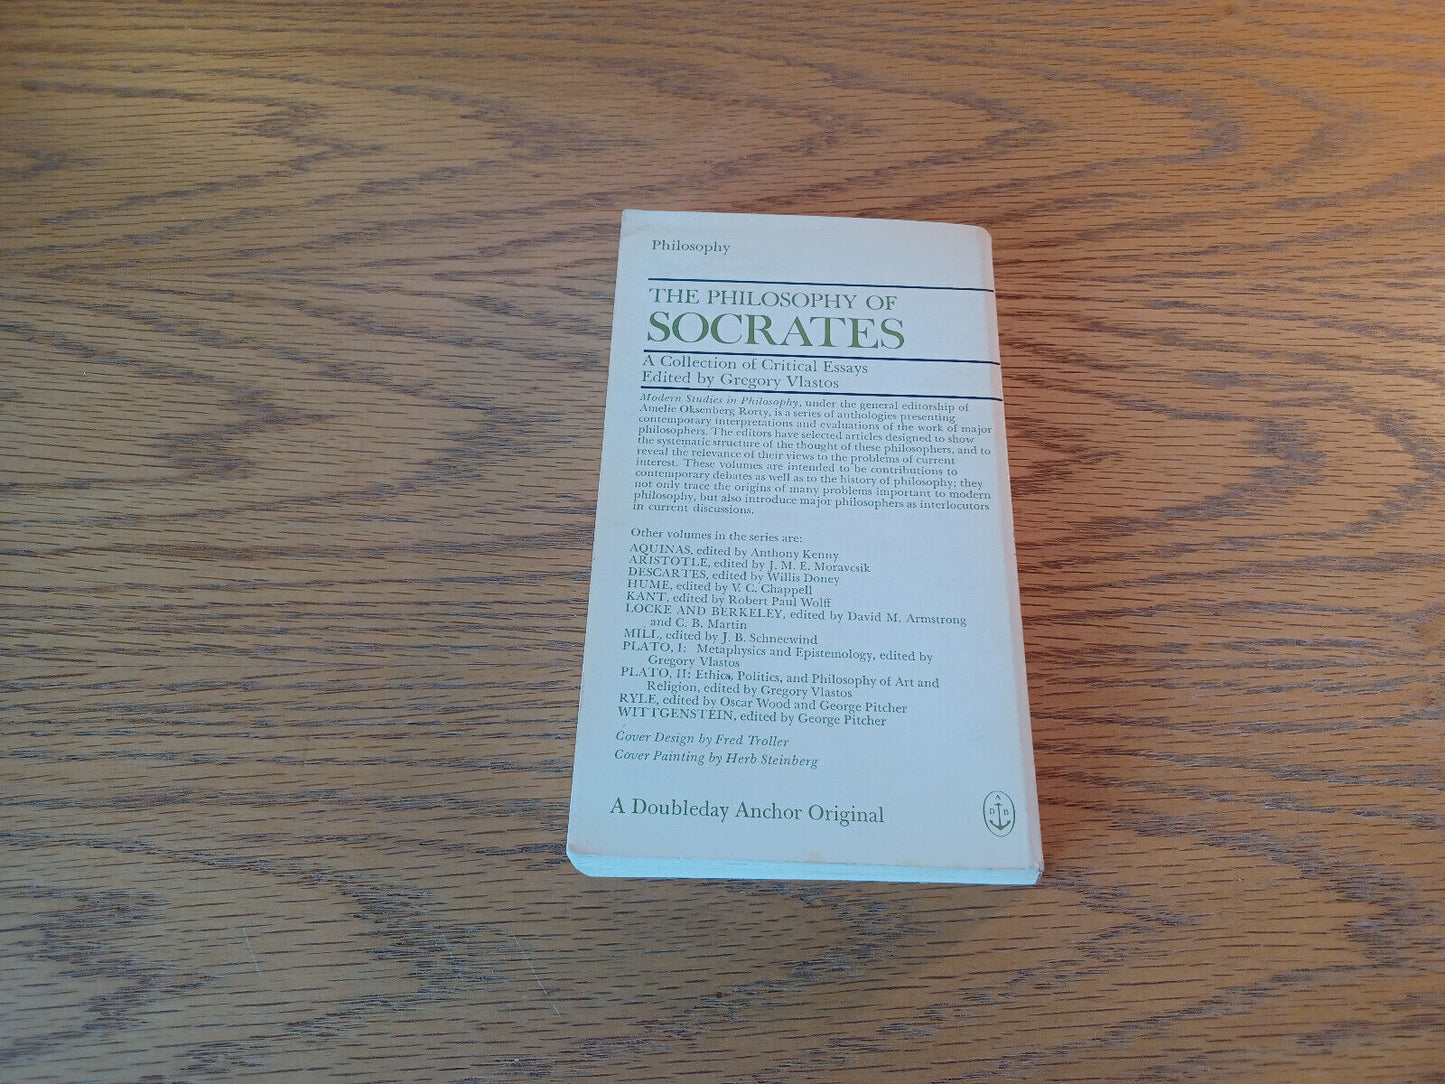 Philosophy
THE PHILOSOPHY OF
SOCRATES
A Collection of Critical Essays
Edited by Gregory Vlastos
Modern Studies in Philosophy, under the general editorship of
Amelie Oksenberg Rorty, is a series of anthologies presenting
contemporary interpretations and evaluations of the work of major
philosophers. The editors have selected articles designed to show
the systematic structure of the thought of these philosophers, and to
reveal the relevance of their views to the problems of current
interest. These volumes are intended to be contributions to
contemporary debates as well as to the history of philosophy; they
not only trace the origins of many problems important to modern
philosophy, but also introduce major philosophers as interlocutors
in current discussions.
Other volumes in the series are:
AQUINAS, edited by Anthony Kenny
ARISTOTLE, edited by J. M. E. Moravcsik
DESCARTES, edited by Willis Doney
HUME, edited by V. C. Chappell
KANT, edited by Robert Paul Wolff
LOCKE AND BERKELEY, edited by David M. Armstrong
and C. B. Martin
MILL, edited by J. B. Schneewind
PLATO, I: Metaphysics and Epistemology, edited by
Gregory Vlastos
PLATO, II: Ethics, Politics, and Philosophy of Art and
Religion, edited by Gregory Vlastos
RYLE, edited by Oscar Wood and George Pitcher
WITTGENSTEIN, edited by George Pitcher
Cover Design by Fred Troller
Cover Painting by Herb Steinberg
A Doubleday Anchor Original
A
D B